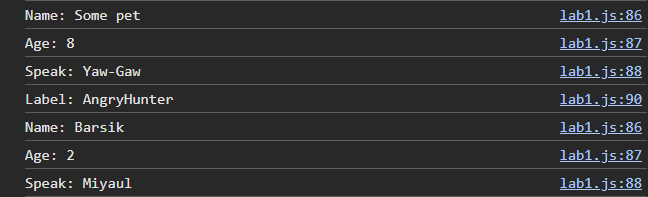 Name: Some pet lab1.js:86
Age: 8 lab1.js:87
Speak: Yaw-Gaw lab1.js:88
Label: AngryHunter lab1.js:90
Name: Barsik lab1.js:86
Age: 2 lab1.js:87
Speak: Miyaul lab1.js:88